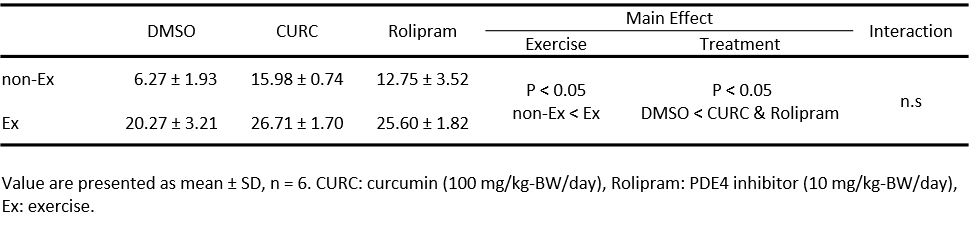 DMSO CURC Rolipram Main Effect Interaction
Exercise Treatment
non-Ex 6.27 ± 1.93 15.98 ± 0.74 12.75 ± 3.52 P < 0.05 P < 0.05 n.s
non-Ex < Ex DMSO < CURC & Rolipram
Ex 20.27 ± 3.21 26.71 ± 1.70 25.60 ± 1.82
Value are presented as mean ± SD, n = 6. CURC: curcumin (100 mg/kg-BW/day), Rolipram: PDE4 inhibitor (10 mg/kg-BW/day),
Ex: exercise.